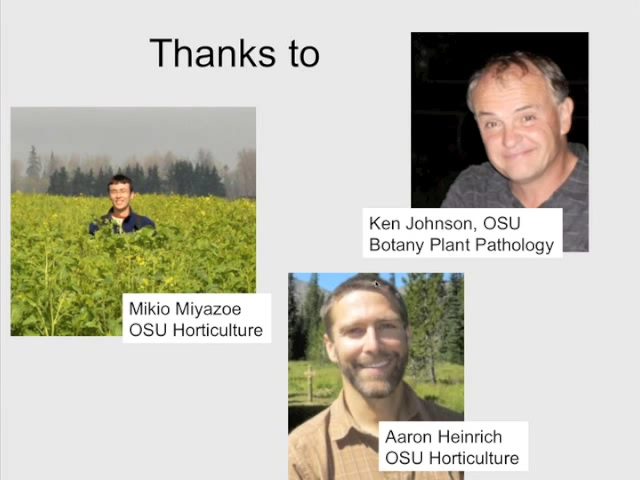 Thanks to
Ken Johnson, OSU
Botany Plant Pathology
Mikio Miyazoe
OSU Horticulture
Aaron Heinrich
OSU Horticulture